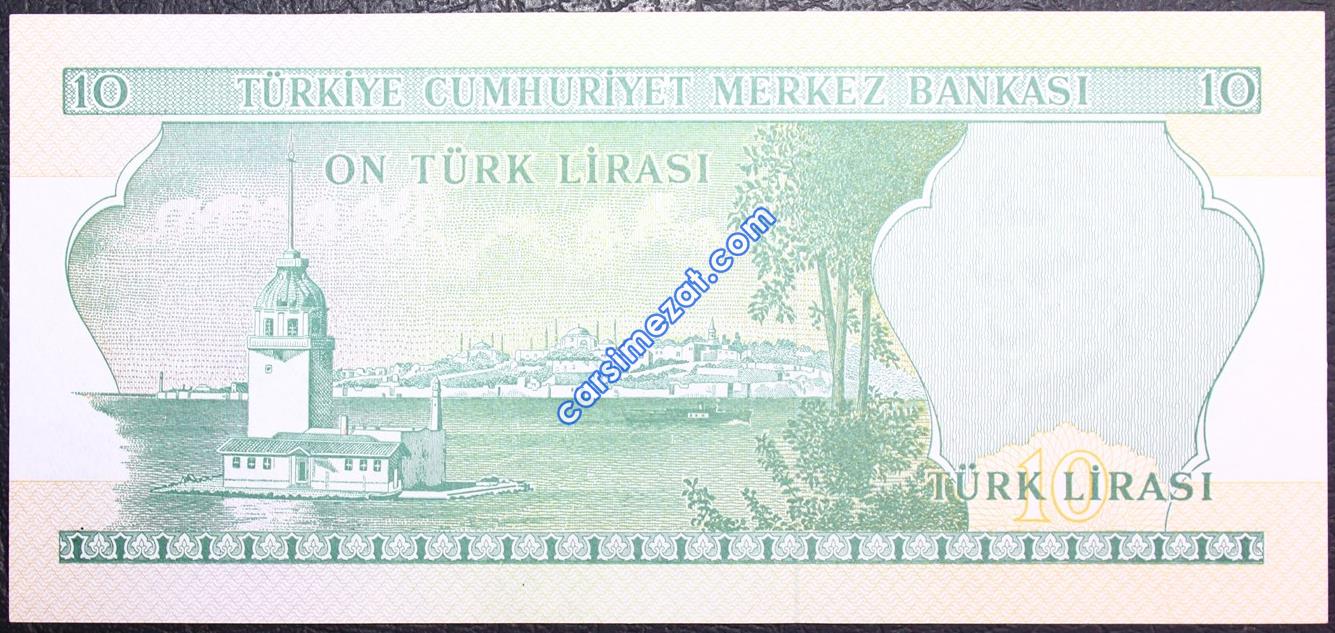 10 TÜRKİYE CUMHURİYET MERKEZ BANKASI 10
ON TÜRK LİRASI
carsimezat.com
10
TÜRK LİRASI